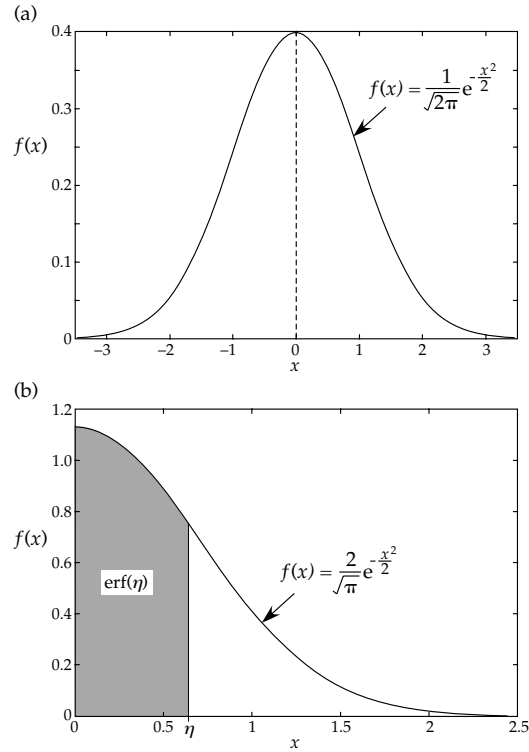 (a)
0.4
0.3
0.2
0.1
0
f(x)
f(x) = 1/√2π e^-x²/2
−3 −2 −1 0 1 2 3
x
(b)
1.2
1.0
0.8
0.6
0.4
0.2
0
f(x)
erf(η)
f(x) = 2/√π e^-x²/2
0 0.5 η 1 1.5 2 2.5
x